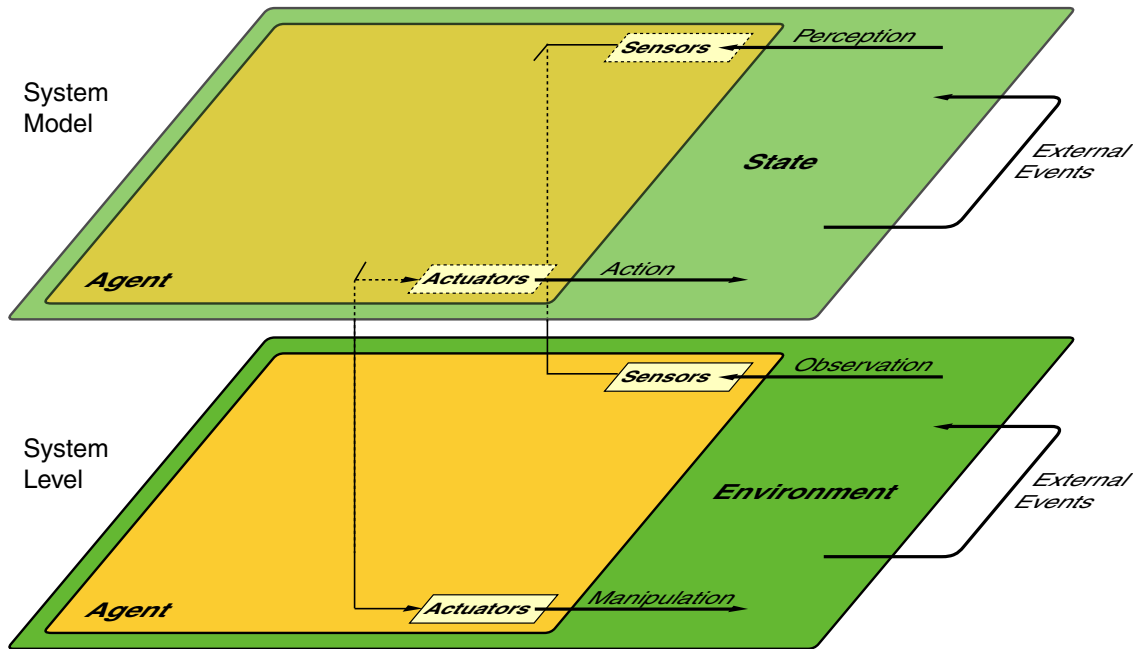 Sensors
Perception
System
Model
State
External
Events
Agent
Actuators
Action
Sensors
Observation
System
Level
Environment
External
Events
Agent
Actuators
Manipulation